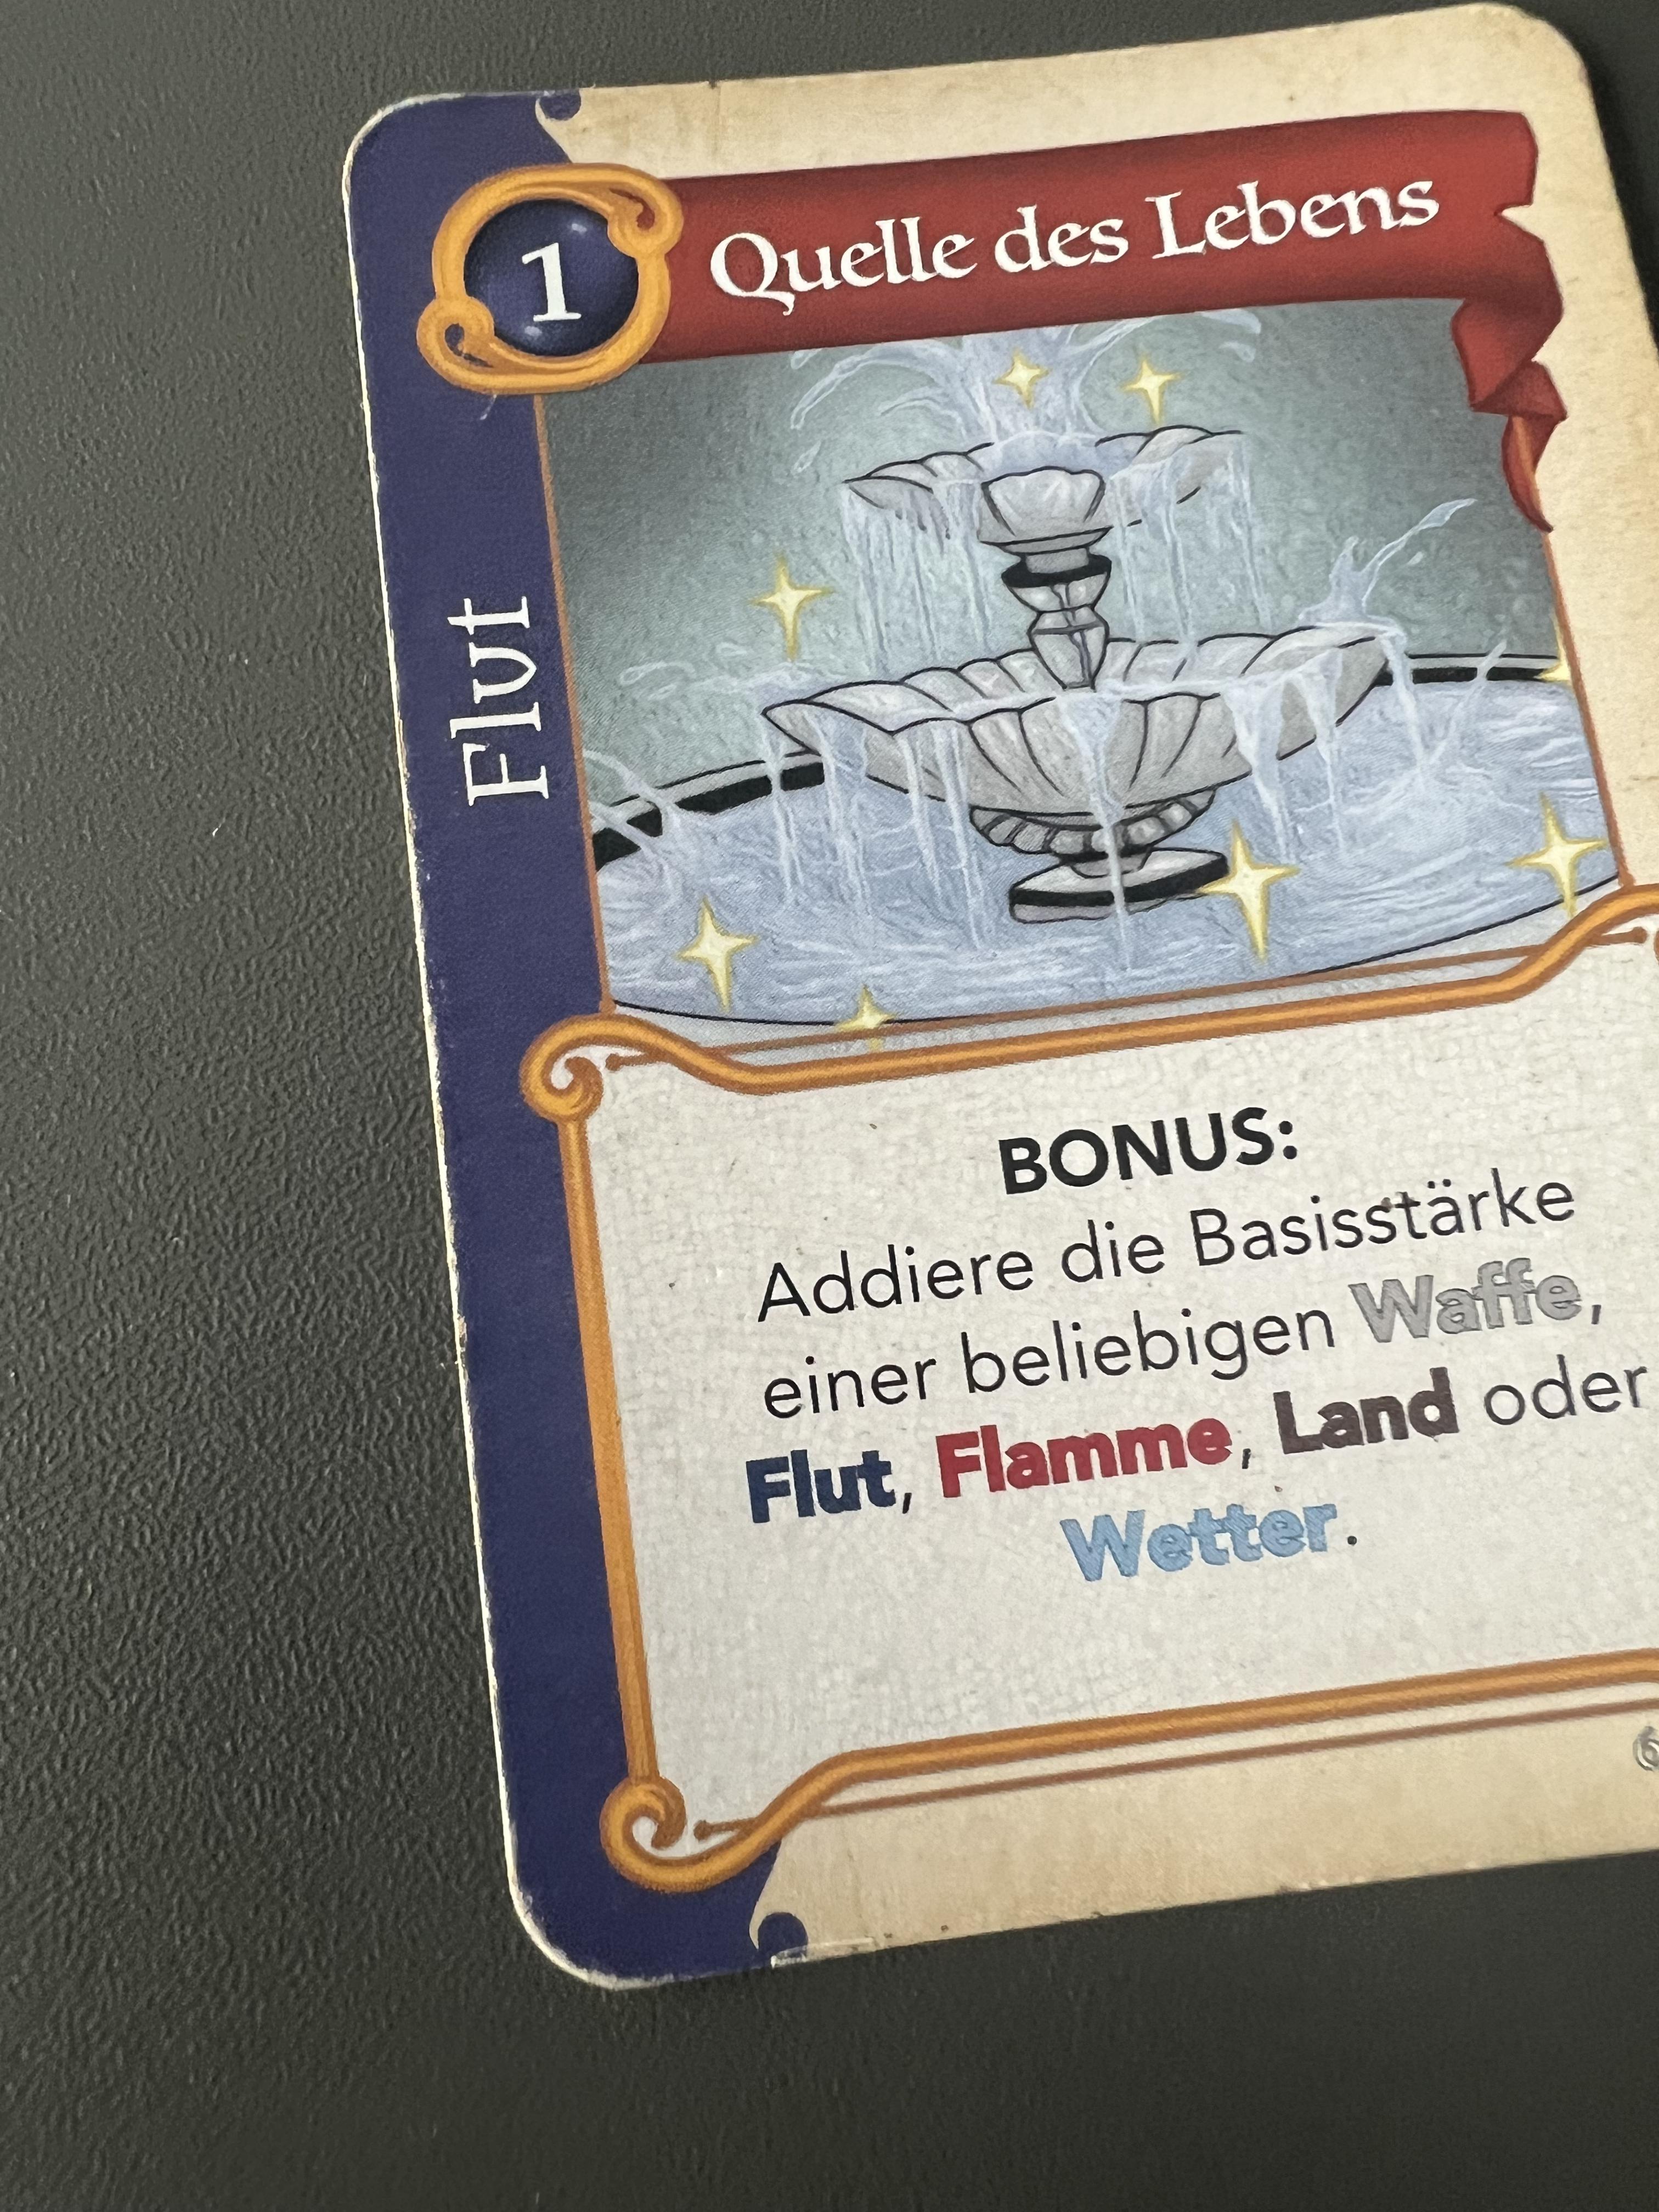 1
Quelle des Lebens
Flut
BONUS:
Addiere die Basisstärke
einer beliebigen Waffe,
Flut, Flamme, Land oder
Wetter.